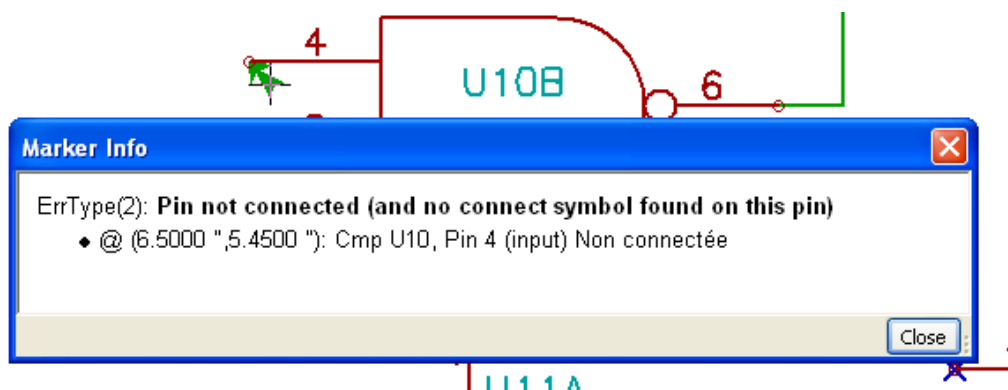 4
U10B
6
Marker Info
ErrType(2): Pin not connected (and no connect symbol found on this pin)
@ (6.5000 ",5.4500 "): Cmp U10, Pin 4 (input) Non connectée
Close
U11A